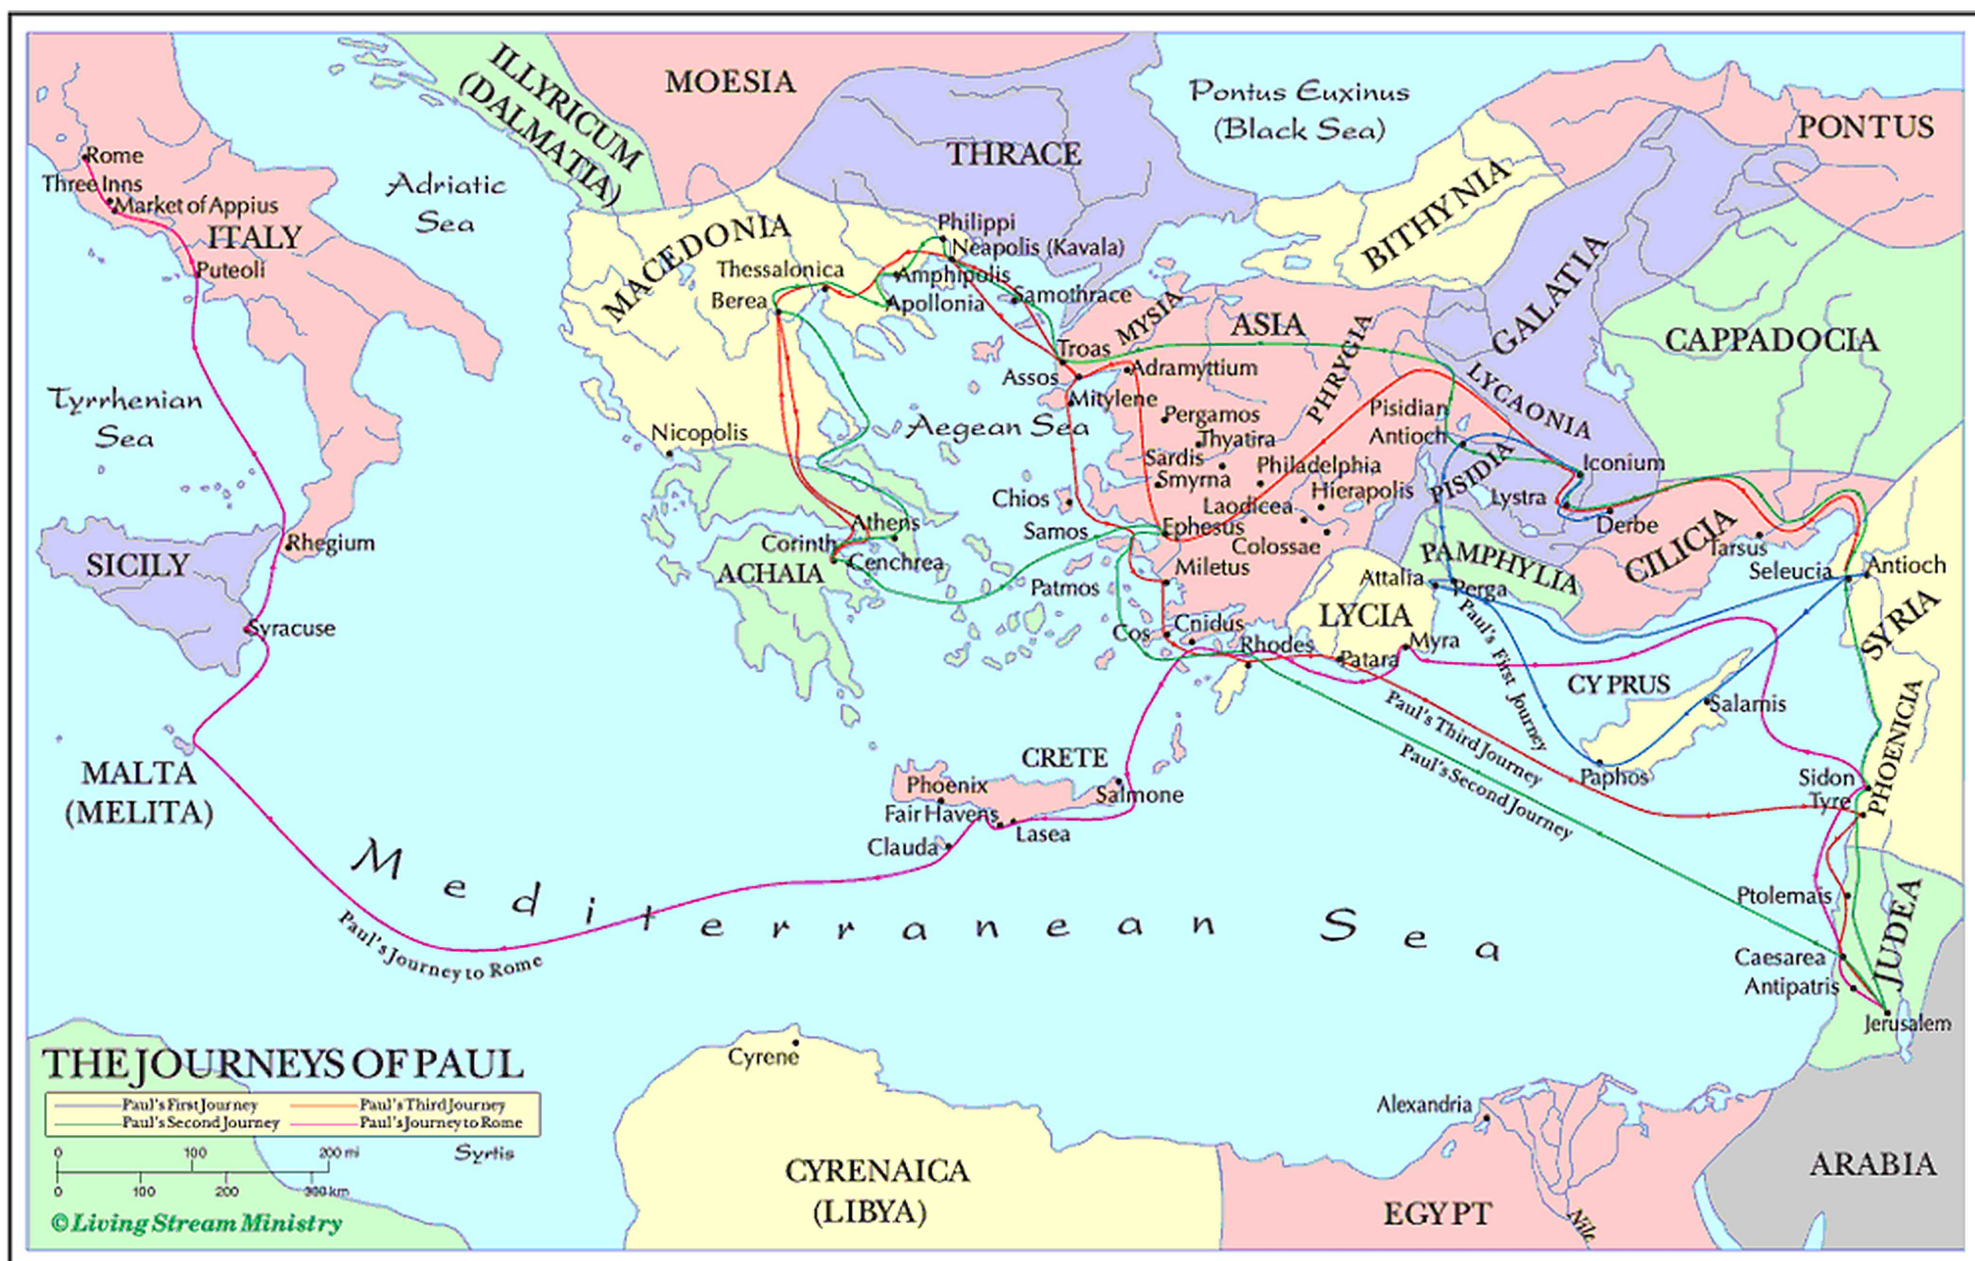 ILLYRICUM
(DALMATIA)
MOESIA
THRACE
Pontus Euxinus
(Black Sea)
PONTUS
BITHYNIA
Rome
Three Inns
Market of Appius
ITALY
Puteoli
Adriatic
Sea
MACEDONIA
Philippi
Neapolis (Kavala)
Thessalonica
Amphipolis
Berea
Apollonia
Samothrace
MYSIA
ASIA
PHRYGIA
GALATIA
CAPPADOCIA
LYCAONIA
Troas
Assos
Adramyttium
Mitylene
Pergamos
Thyatira
Sardis
Smyrna
Philadelphia
Hierapolis
Laodicea
Colossae
Pisidian
Antioch
PISIDIA
Iconium
Lystra
Derbe
Tyrrhenian
Sea
Aegean Sea
Nicopolis
Chios
Samos
Ephesus
Athens
Corinth
Cenchrea
ACHAIA
Patmos
Miletus
Cos
Cnidus
Rhodes
LYCIA
Patara
Myra
Attalia
Perga
PAMPHYLIA
CILICIA
Tarsus
Seleucia
Antioch
SYRIA
SICILY
Rhegium
Syracuse
MALTA
(MELITA)
CRETE
Phoenix
Fair Havens
Lasea
Salmone
Clauda
CYPRUS
Salamis
Paphos
Paul's First Journey
Paul's Third Journey
Paul's Second Journey
Paul's Journey to Rome
Sidon
Tyre
PHOENICIA
Ptolemais
Caesarea
Antipatris
JUDEA
Jerusalem
Mediterranean Sea
Cyrene
CYRENAICA
(LIBYA)
Alexandria
EGYPT
Nile
ARABIA
THE JOURNEYS OF PAUL
Paul's First Journey
Paul's Third Journey
Paul's Second Journey
Paul's Journey to Rome
0 100 200 mi
0 100 200 300 km
Syrtis
© Living Stream Ministry